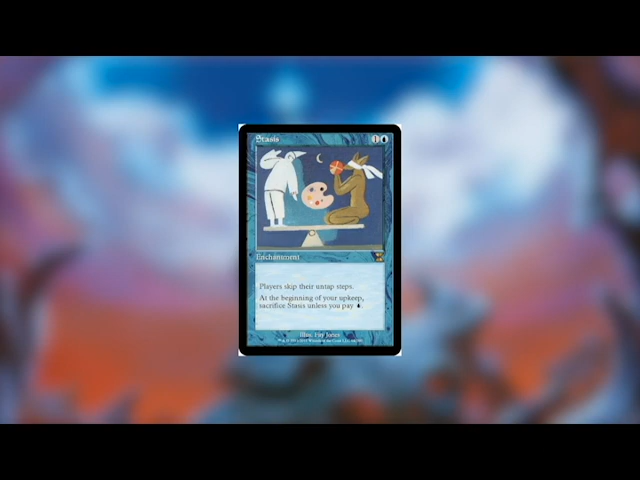 Stasis 1
Enchantment
Players skip their untap steps.
At the beginning of your upkeep,
sacrifice Stasis unless you pay
Illus. Fay Jones